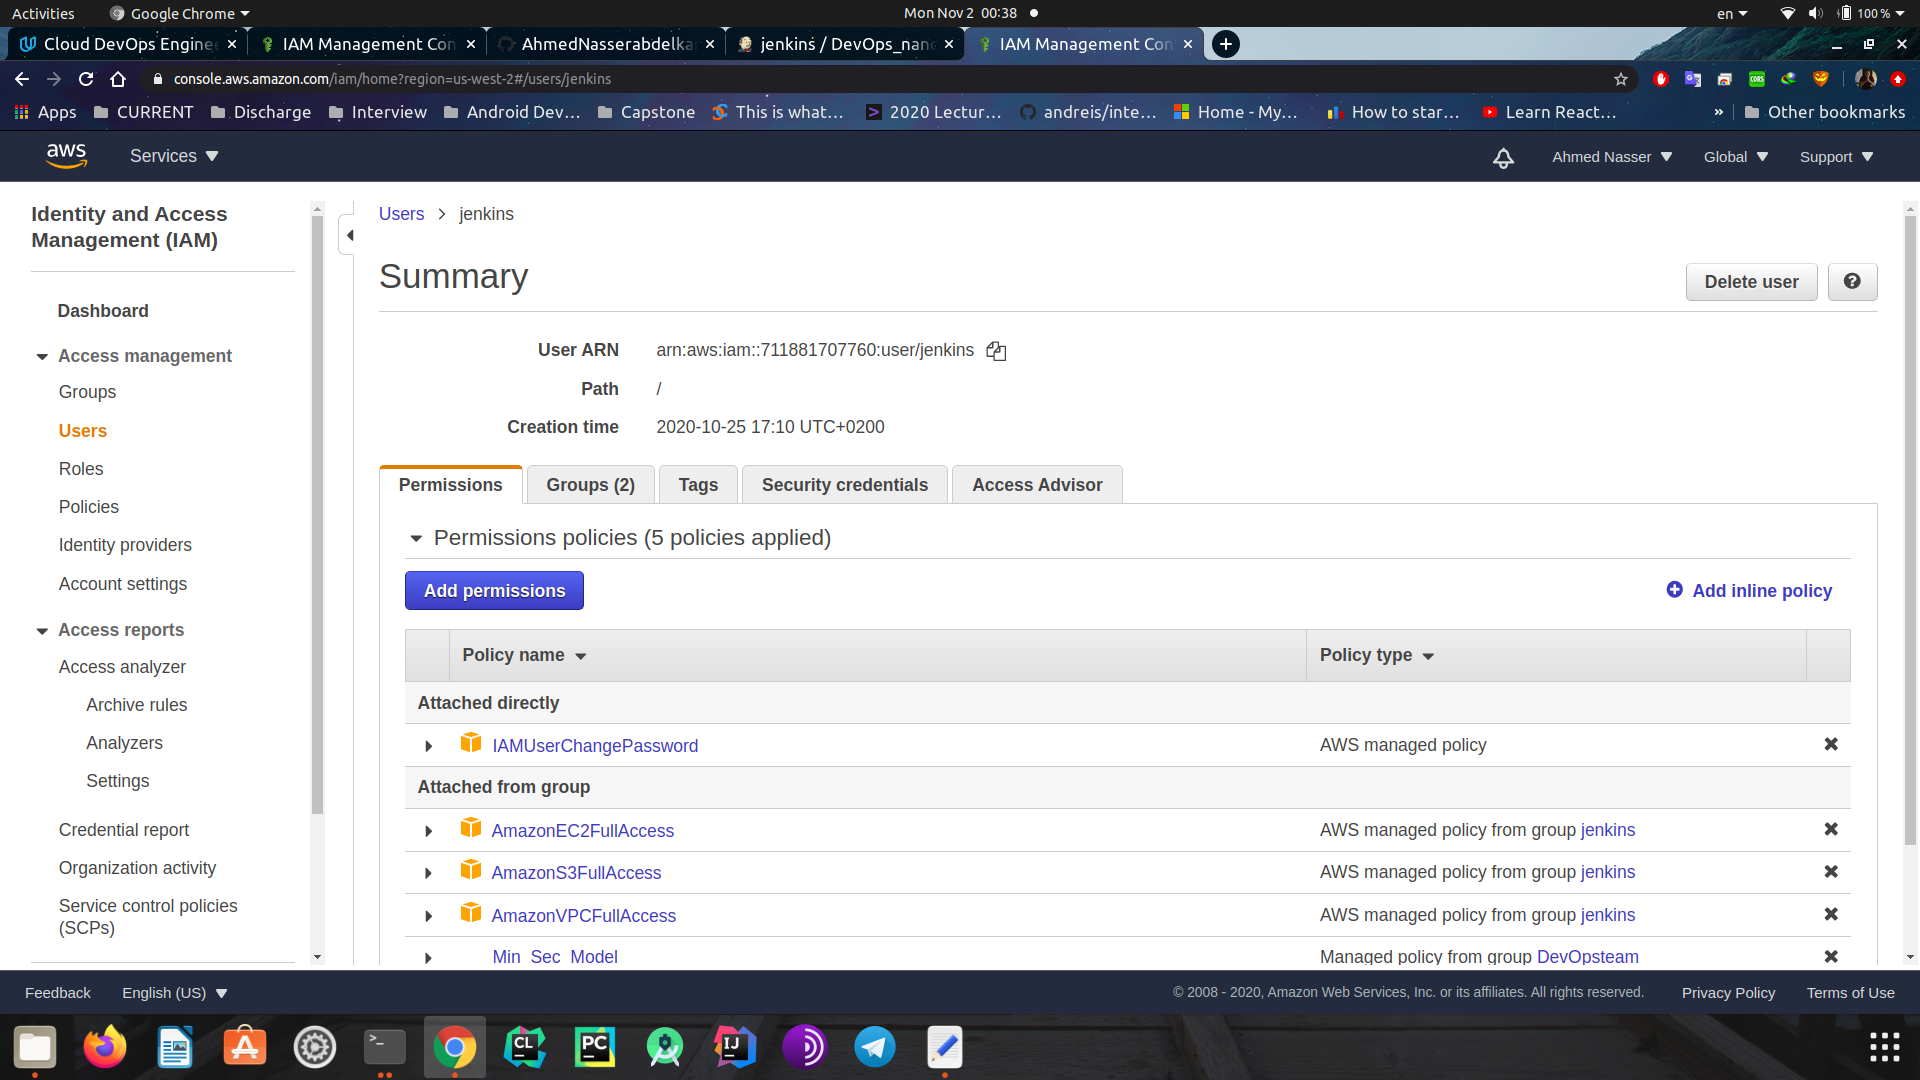 Activities
Google Chrome
Mon Nov 2 00:38
en
100 %
Cloud DevOps Engine
IAM Management Con
AhmedNasserabdelka
jenkins / DevOps_nan
IAM Management Con
console.aws.amazon.com/iam/home?region=us-west-2#/users/jenkins
Apps
CURRENT
Discharge
Interview
Android Dev...
Capstone
This is what...
2020 Lectur...
andreis/inte...
Home - My...
How to star...
Learn React...
»
Other bookmarks
aws
Services
Ahmed Nasser
Global
Support
Identity and Access
Management (IAM)
Dashboard
Access management
Groups
Users
Roles
Policies
Identity providers
Account settings
Access reports
Access analyzer
Archive rules
Analyzers
Settings
Credential report
Organization activity
Service control policies
(SCPs)
Users > jenkins
Summary
Delete user
User ARN arn:aws:iam::711881707760:user/jenkins
Path /
Creation time 2020-10-25 17:10 UTC+0200
Permissions
Groups (2)
Tags
Security credentials
Access Advisor
Permissions policies (5 policies applied)
Add permissions
Add inline policy
Policy name
Policy type
Attached directly
IAMUserChangePassword AWS managed policy
Attached from group
AmazonEC2FullAccess AWS managed policy from group jenkins
AmazonS3FullAccess AWS managed policy from group jenkins
AmazonVPCFullAccess AWS managed policy from group jenkins
Min_Sec_Model Managed policy from group DevOpsteam
Feedback
English (US)
© 2008 - 2020, Amazon Web Services, Inc. or its affiliates. All rights reserved.
Privacy Policy
Terms of Use
>_
CL
PC
IJ